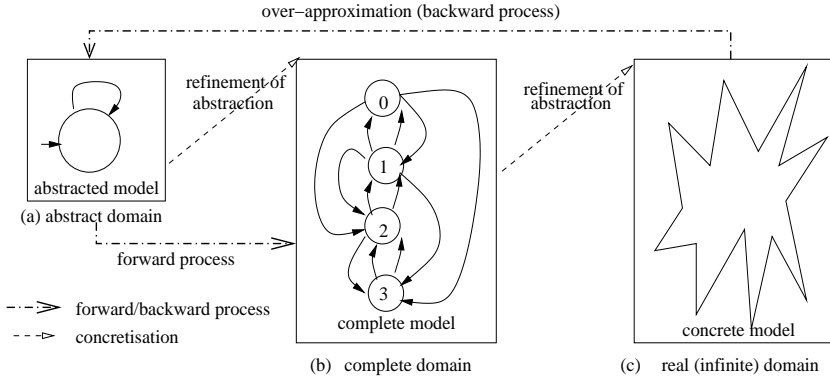 over−approximation (backward process)
refinement of
abstraction
abstracted model
(a) abstract domain
forward process
0
1
2
3
complete model
(b) complete domain
refinement of
abstraction
concrete model
(c) real (infinite) domain
forward/backward process
concretisation